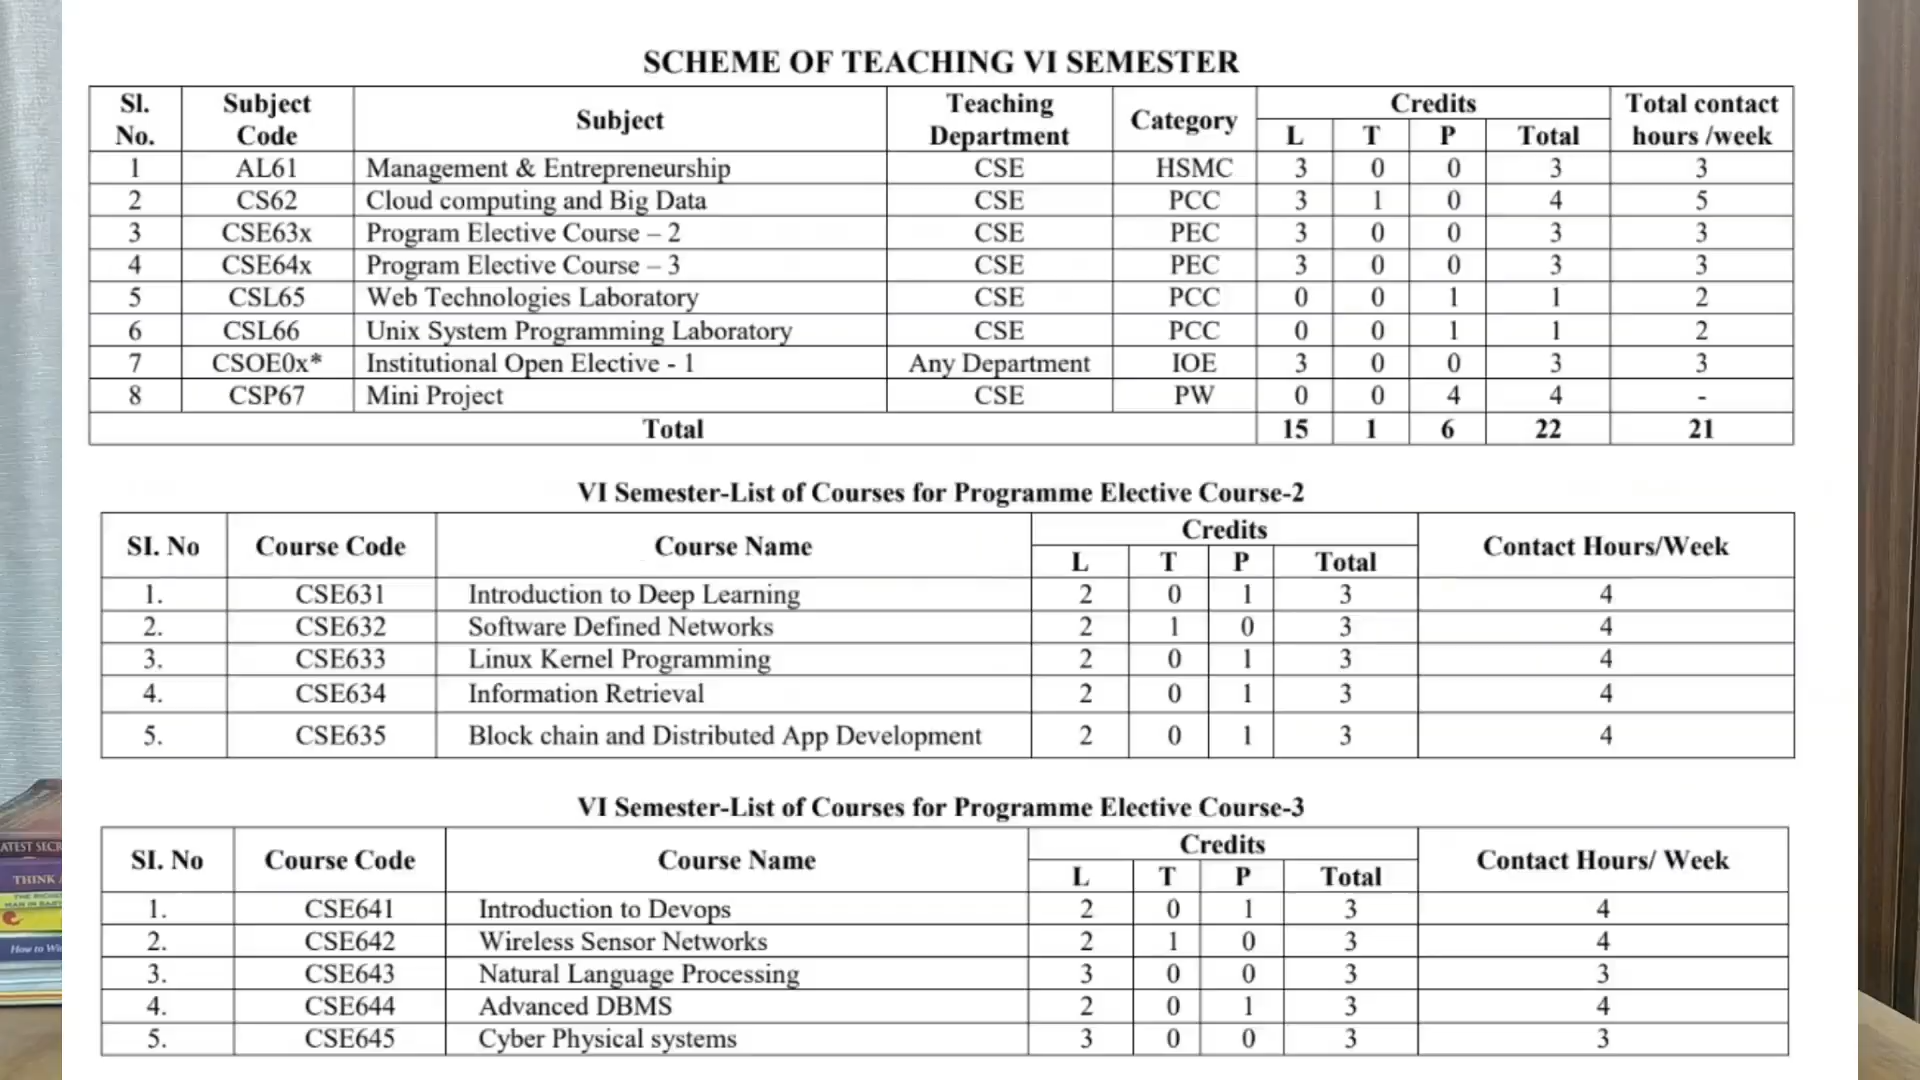 SCHEME OF TEACHING VI SEMESTER
Sl. No. Subject Code Subject Teaching Department Category Credits Total contact hours /week
L T P Total
1 AL61 Management & Entrepreneurship CSE HSMC 3 0 0 3 3
2 CS62 Cloud computing and Big Data CSE PCC 3 1 0 4 5
3 CSE63x Program Elective Course – 2 CSE PEC 3 0 0 3 3
4 CSE64x Program Elective Course – 3 CSE PEC 3 0 0 3 3
5 CSL65 Web Technologies Laboratory CSE PCC 0 0 1 1 2
6 CSL66 Unix System Programming Laboratory CSE PCC 0 0 1 1 2
7 CSOE0x* Institutional Open Elective - 1 Any Department IOE 3 0 0 3 3
8 CSP67 Mini Project CSE PW 0 0 4 4 -
Total 15 1 6 22 21
VI Semester-List of Courses for Programme Elective Course-2
SI. No Course Code Course Name Credits Contact Hours/Week
L T P Total
1. CSE631 Introduction to Deep Learning 2 0 1 3 4
2. CSE632 Software Defined Networks 2 1 0 3 4
3. CSE633 Linux Kernel Programming 2 0 1 3 4
4. CSE634 Information Retrieval 2 0 1 3 4
5. CSE635 Block chain and Distributed App Development 2 0 1 3 4
VI Semester-List of Courses for Programme Elective Course-3
SI. No Course Code Course Name Credits Contact Hours/ Week
L T P Total
1. CSE641 Introduction to Devops 2 0 1 3 4
2. CSE642 Wireless Sensor Networks 2 1 0 3 4
3. CSE643 Natural Language Processing 3 0 0 3 3
4. CSE644 Advanced DBMS 2 0 1 3 4
5. CSE645 Cyber Physical systems 3 0 0 3 3
THINK
How to